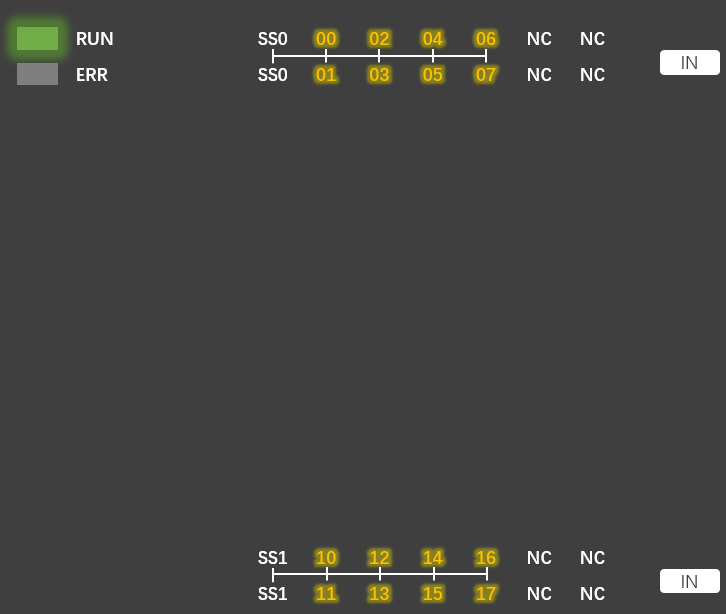 RUN SS0 00 02 04 06 NC NC
IN
ERR SS0 01 03 05 07 NC NC
SS1 10 12 14 16 NC NC
IN
SS1 11 13 15 17 NC NC